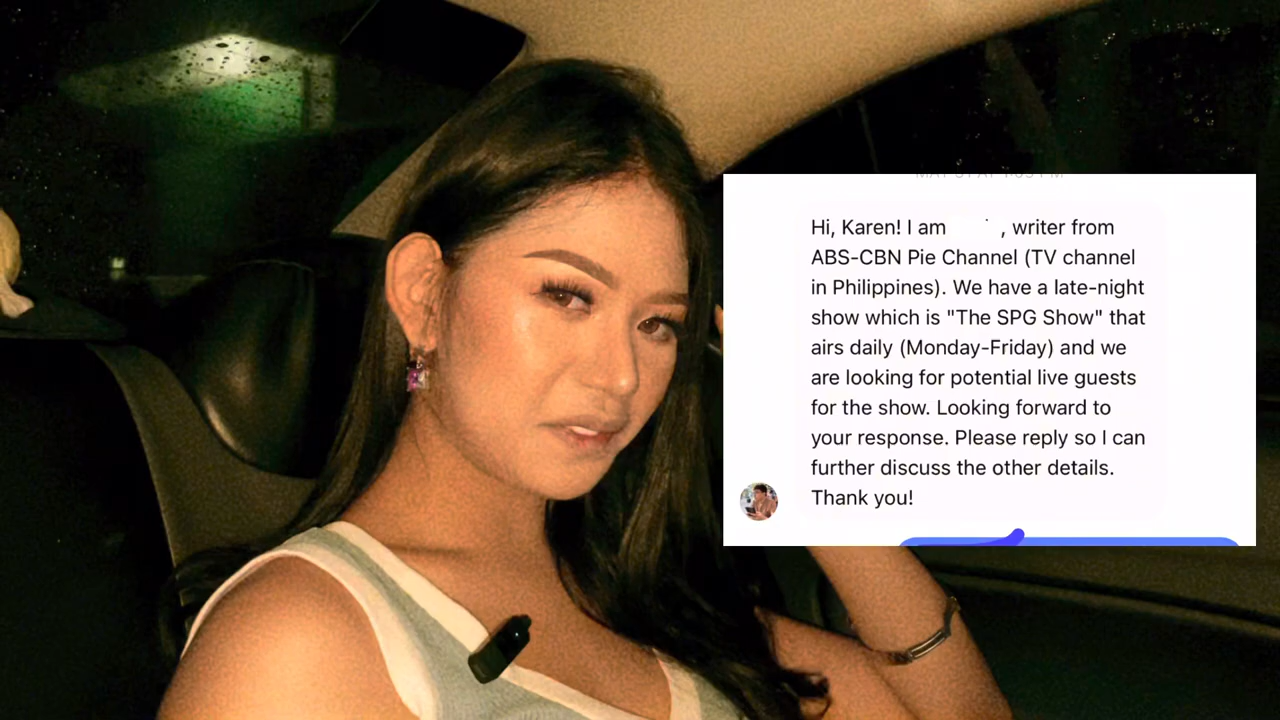 Hi, Karen! I am , writer from
ABS-CBN Pie Channel (TV channel
in Philippines). We have a late-night
show which is "The SPG Show" that
airs daily (Monday-Friday) and we
are looking for potential live guests
for the show. Looking forward to
your response. Please reply so I can
further discuss the other details.
Thank you!